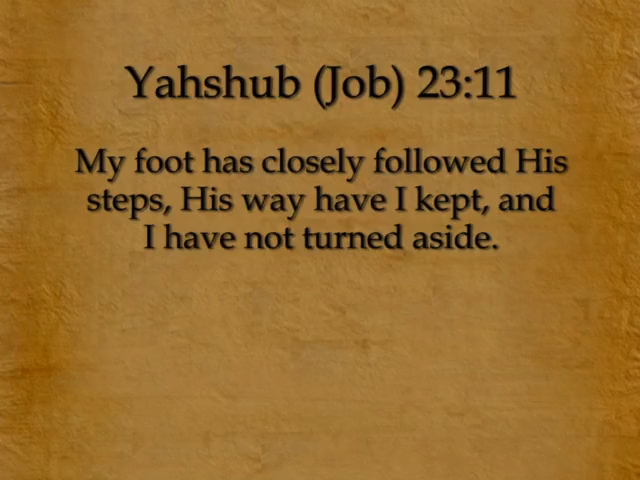 Yahshub (Job) 23:11
My foot has closely followed His
steps, His way have I kept, and
I have not turned aside.